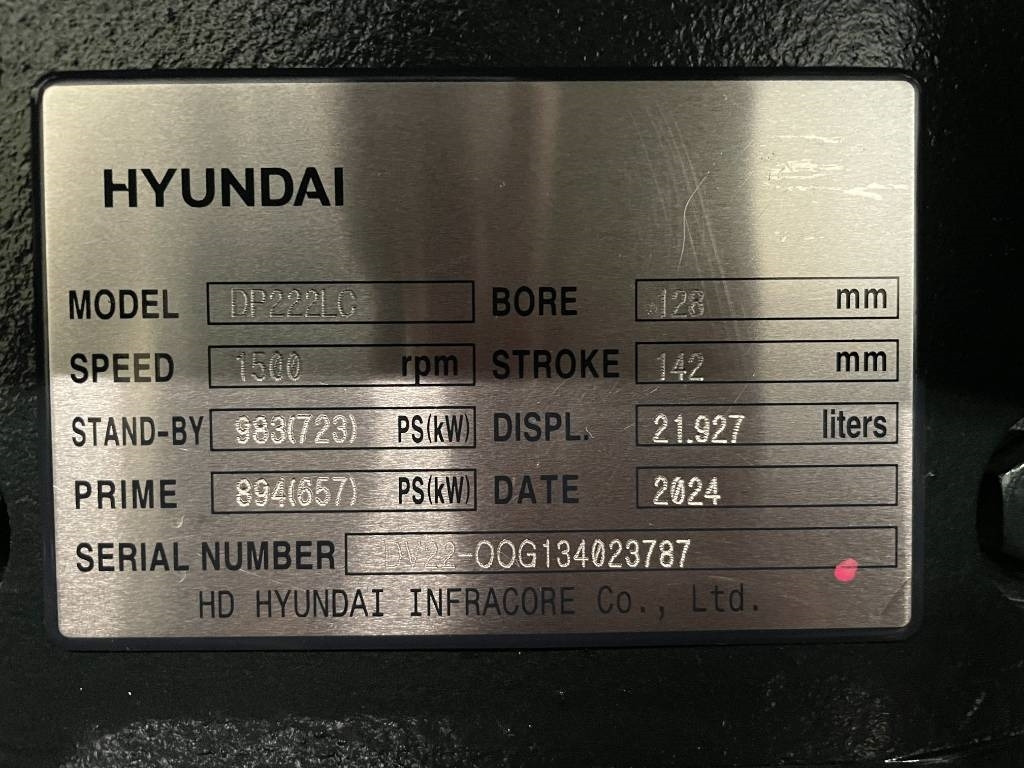 HYUNDAI
MODEL DP222LC BORE 128 mm
SPEED 1500 rpm STROKE 142 mm
STAND-BY 983(723) PS(kW) DISPL. 21.927 liters
PRIME 894(657) PS(kW) DATE 2024
SERIAL NUMBER DV22-OOG134023787
HD HYUNDAI INFRACORE Co., Ltd.